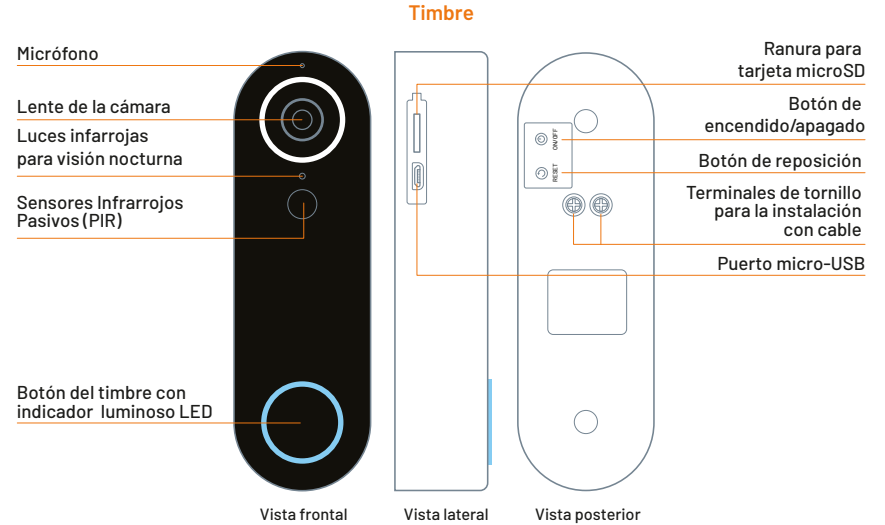 Timbre
Micrófono
Lente de la cámara
Luces infarrojas
para visión nocturna
Sensores Infrarrojos
Pasivos (PIR)
Botón del timbre con
indicador luminoso LED
Ranura para
tarjeta microSD
Botón de
encendido/apagado
Botón de reposición
Terminales de tornillo
para la instalación
con cable
Puerto micro-USB
ON/OFF
RESET
Vista frontal
Vista lateral
Vista posterior